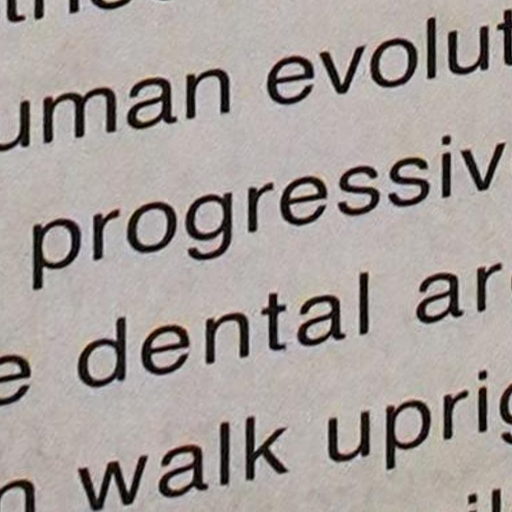 uman evolut
progressiv
e dental ar
n walk uprig